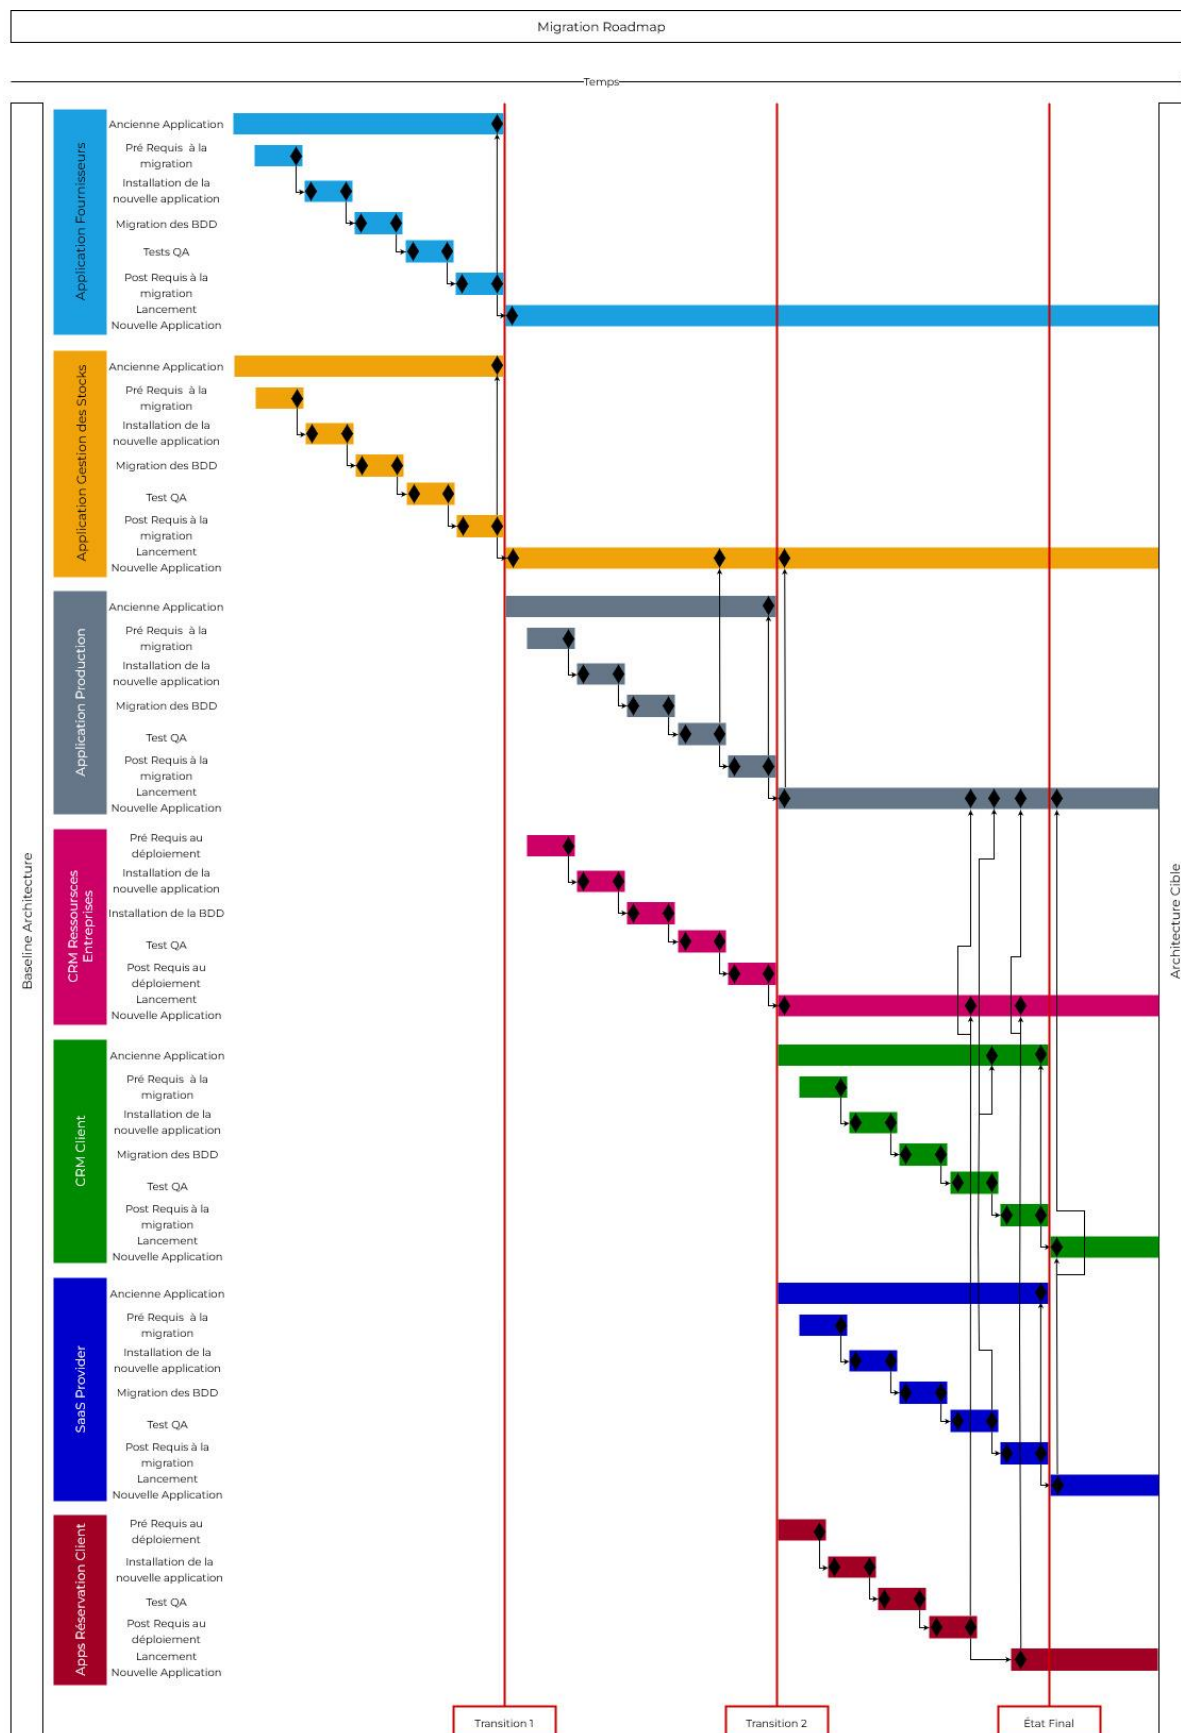 Migration Roadmap
Temps
Baseline Architecture
Application Fournisseurs
Ancienne Application
Pré Requis à la
migration
Installation de la
nouvelle application
Migration des BDD
Tests QA
Post Requis à la
migration
Lancement
Nouvelle Application
Application Gestion des Stocks
Ancienne Application
Pré Requis à la
migration
Installation de la
nouvelle application
Migration des BDD
Test QA
Post Requis à la
migration
Lancement
Nouvelle Application
Application Production
Ancienne Application
Pré Requis à la
migration
Installation de la
nouvelle application
Migration des BDD
Test QA
Post Requis à la
migration
Lancement
Nouvelle Application
CRM Ressoursces
Entreprises
Pré Requis au
déploiement
Installation de la
nouvelle application
Installation de la BDD
Test QA
Post Requis au
déploiement
Lancement
Nouvelle Application
CRM Client
Ancienne Application
Pré Requis à la
migration
Installation de la
nouvelle application
Migration des BDD
Test QA
Post Requis à la
migration
Lancement
Nouvelle Application
SaaS Provider
Ancienne Application
Pré Requis à la
migration
Installation de la
nouvelle application
Migration des BDD
Test QA
Post Requis à la
migration
Lancement
Nouvelle Application
Apps Réservation Client
Pré Requis au
déploiement
Installation de la
nouvelle application
Test QA
Post Requis au
déploiement
Lancement
Nouvelle Application
Architecture Cible
Transition 1
Transition 2
État Final